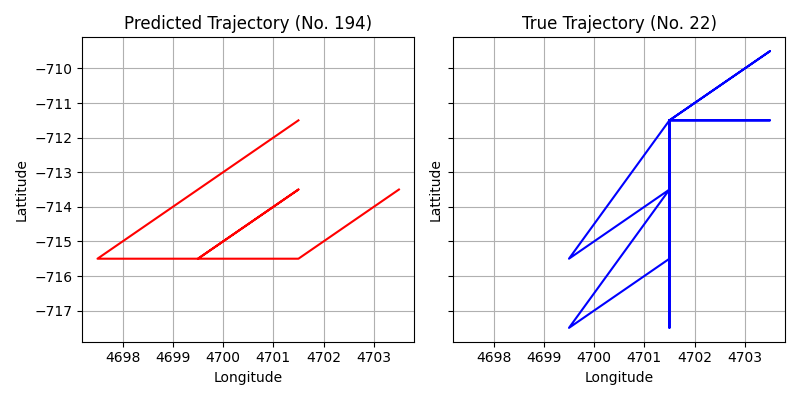 Predicted Trajectory (No. 194)
True Trajectory (No. 22)
−710
−711
−712
−713
−714
−715
−716
−717
Lattitude
Lattitude
4698 4699 4700 4701 4702 4703
4698 4699 4700 4701 4702 4703
Longitude
Longitude